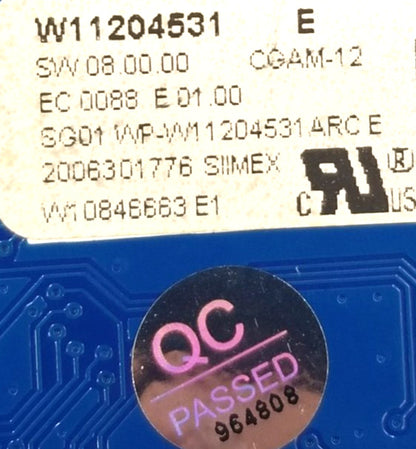 W11204531 E
SW 08.00.00 CGAM-12
EC 0088 E 01.00
SG01 WP-W11204531 ARC E
2006301776 SIIMEX
W10846663 E1
C RU ® US
QC
PASSED
964808